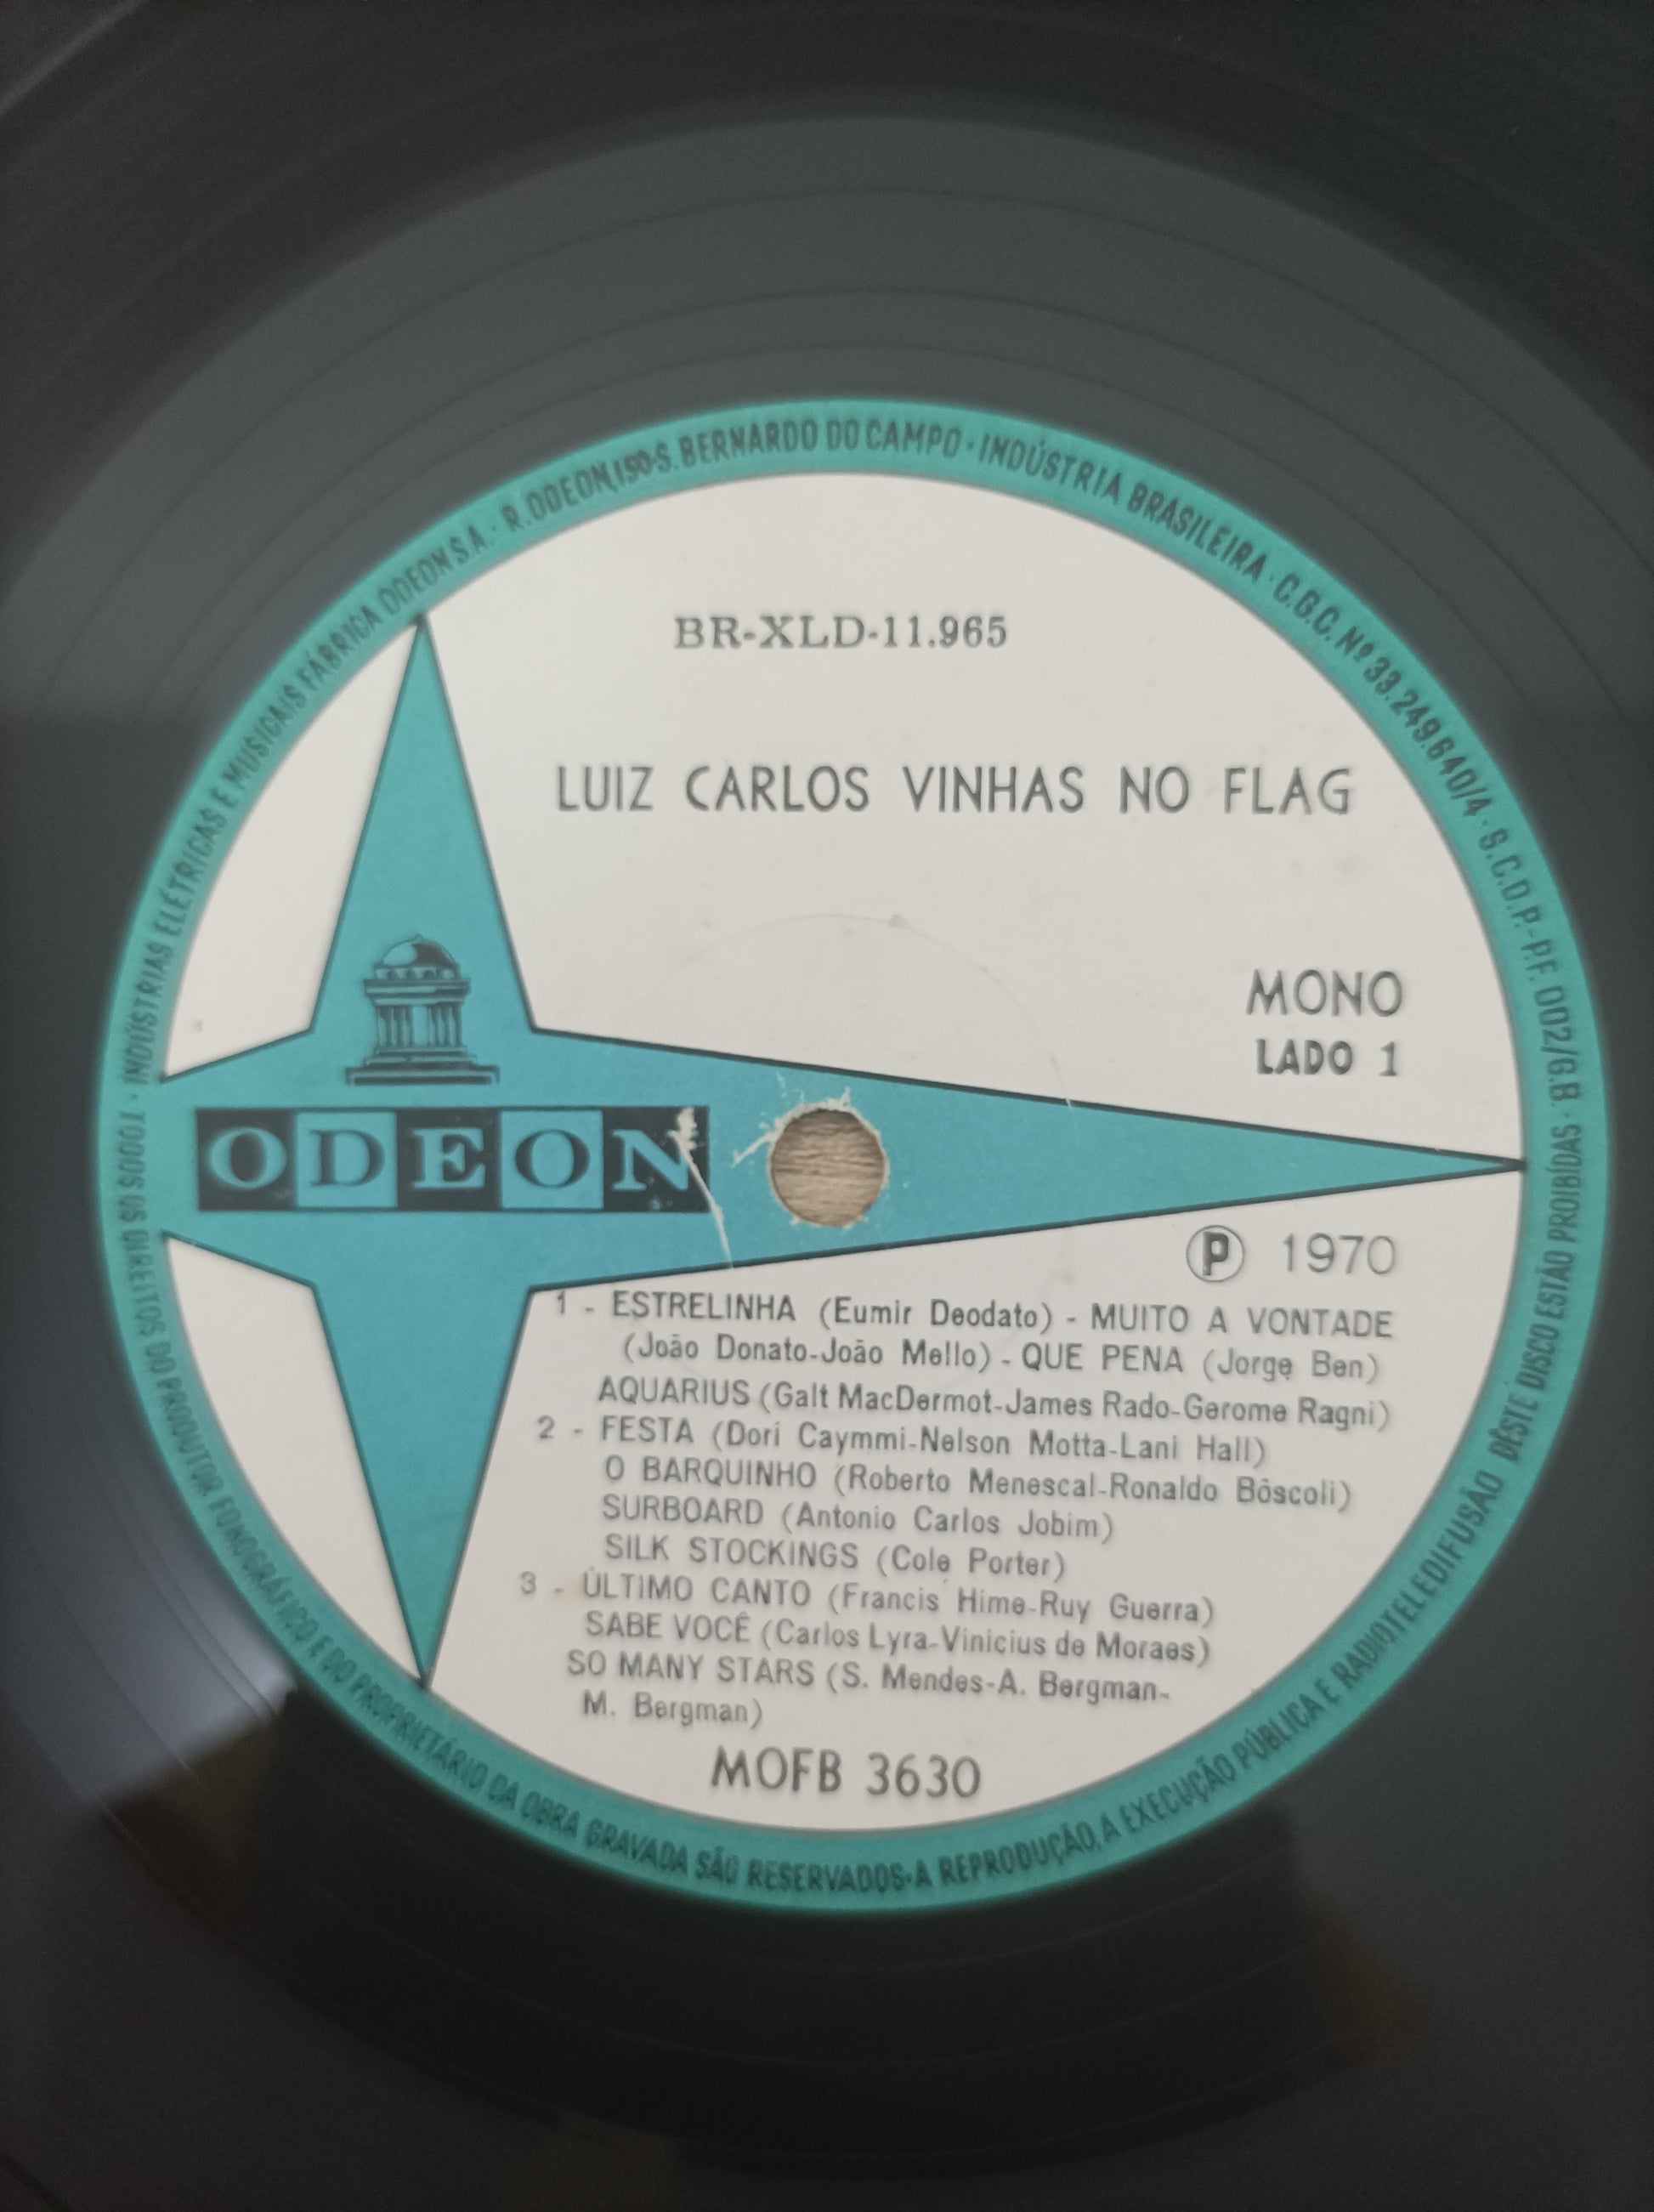 BR-XLD-11.965
LUIZ CARLOS VINHAS NO FLAG
MONO
LADO 1
ODEON
Ⓟ 1970
1 - ESTRELINHA (Eumir Deodato) - MUITO A VONTADE
(João Donato-João Mello) - QUE PENA (Jorge Ben)
AQUARIUS (Galt MacDermot-James Rado-Gerome Ragni)
2 - FESTA (Dori Caymmi-Nelson Motta-Lani Hall)
O BARQUINHO (Roberto Menescal-Ronaldo Bôscoli)
SURBOARD (Antonio Carlos Jobim)
SILK STOCKINGS (Cole Porter)
3 - ÚLTIMO CANTO (Francis Hime-Ruy Guerra)
SABE VOCÊ (Carlos Lyra-Vinicius de Moraes)
SO MANY STARS (S. Mendes-A. Bergman-
M. Bergman)
MOFB 3630
INDÚSTRIAS ELÉTRICAS E MUSICAIS FÁBRICA ODEON S.A. · R. ODEON, 150-S. BERNARDO DO CAMPO · INDÚSTRIA BRASILEIRA · C.G.C. Nº 33.249.640/4 · S.C.D.P.-P.F. 002/G.B. ·
TODOS OS DIREITOS DO PRODUTOR FONOGRÁFICO E DO PROPRIETÁRIO DA OBRA GRAVADA SÃO RESERVADOS · A REPRODUÇÃO, A EXECUÇÃO PÚBLICA E RADIOTELEDIFUSÃO DÊSTE DISCO ESTÃO PROIBIDAS ·